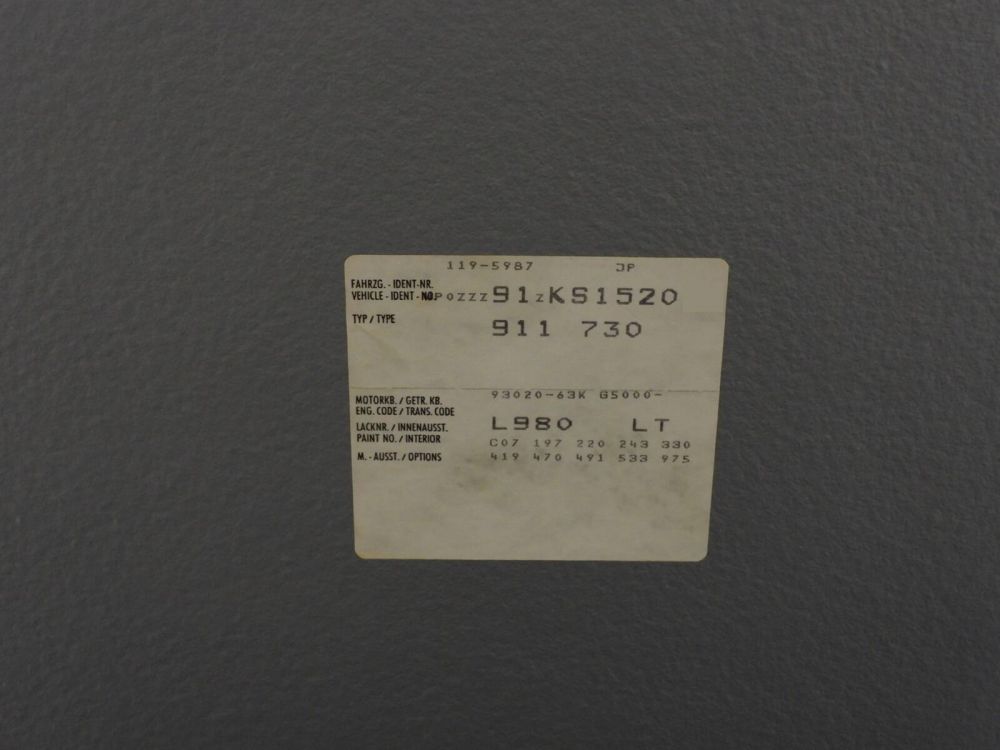 119-5987 JP
FAHRZG. - IDENT-NR.
VEHICLE - IDENT - NO. WPOZZZ91ZKS1520
TYP / TYPE 911 730
MOTORKB. / GETR. KB. 93020-63K G5000-
ENG. CODE / TRANS. CODE
LACKNR. / INNENAUSST. L980 LT
PAINT NO. / INTERIOR C07 197 220 243 330
M. - AUSST. / OPTIONS 419 470 491 533 975